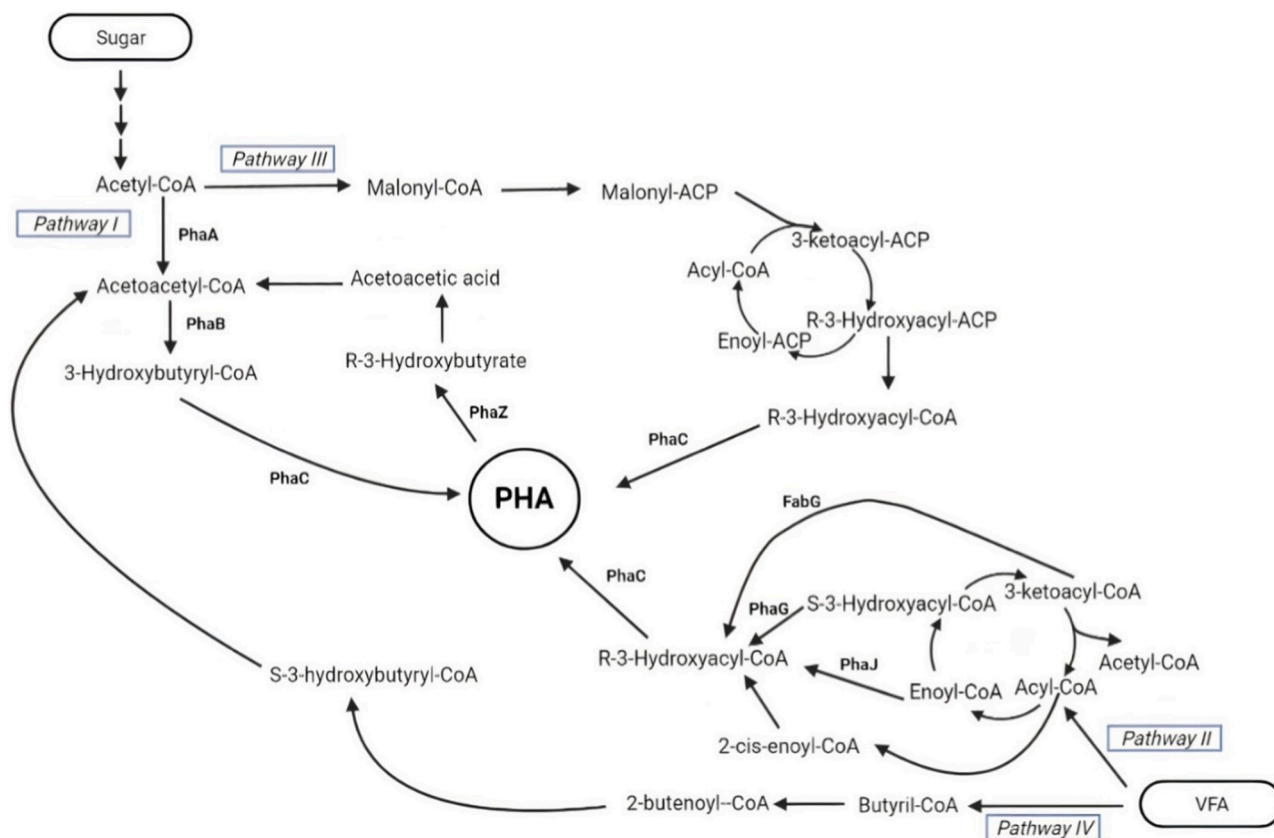 Sugar
Pathway III
Acetyl-CoA
Malonyl-CoA
Malonyl-ACP
Pathway I
PhaA
3-ketoacyl-ACP
Acyl-CoA
Acetoacetyl-CoA
Acetoacetic acid
PhaB
R-3-Hydroxyacyl-ACP
Enoyl-ACP
3-Hydroxybutyryl-CoA
R-3-Hydroxybutyrate
PhaZ
R-3-Hydroxyacyl-CoA
PhaC
PhaC
PHA
FabG
PhaC
3-ketoacyl-CoA
S-3-Hydroxyacyl-CoA
PhaG
R-3-Hydroxyacyl-CoA
PhaJ
Acetyl-CoA
S-3-hydroxybutyryl-CoA
Enoyl-CoA
Acyl-CoA
2-cis-enoyl-CoA
Pathway II
2-butenoyl--CoA
Butyril-CoA
VFA
Pathway IV